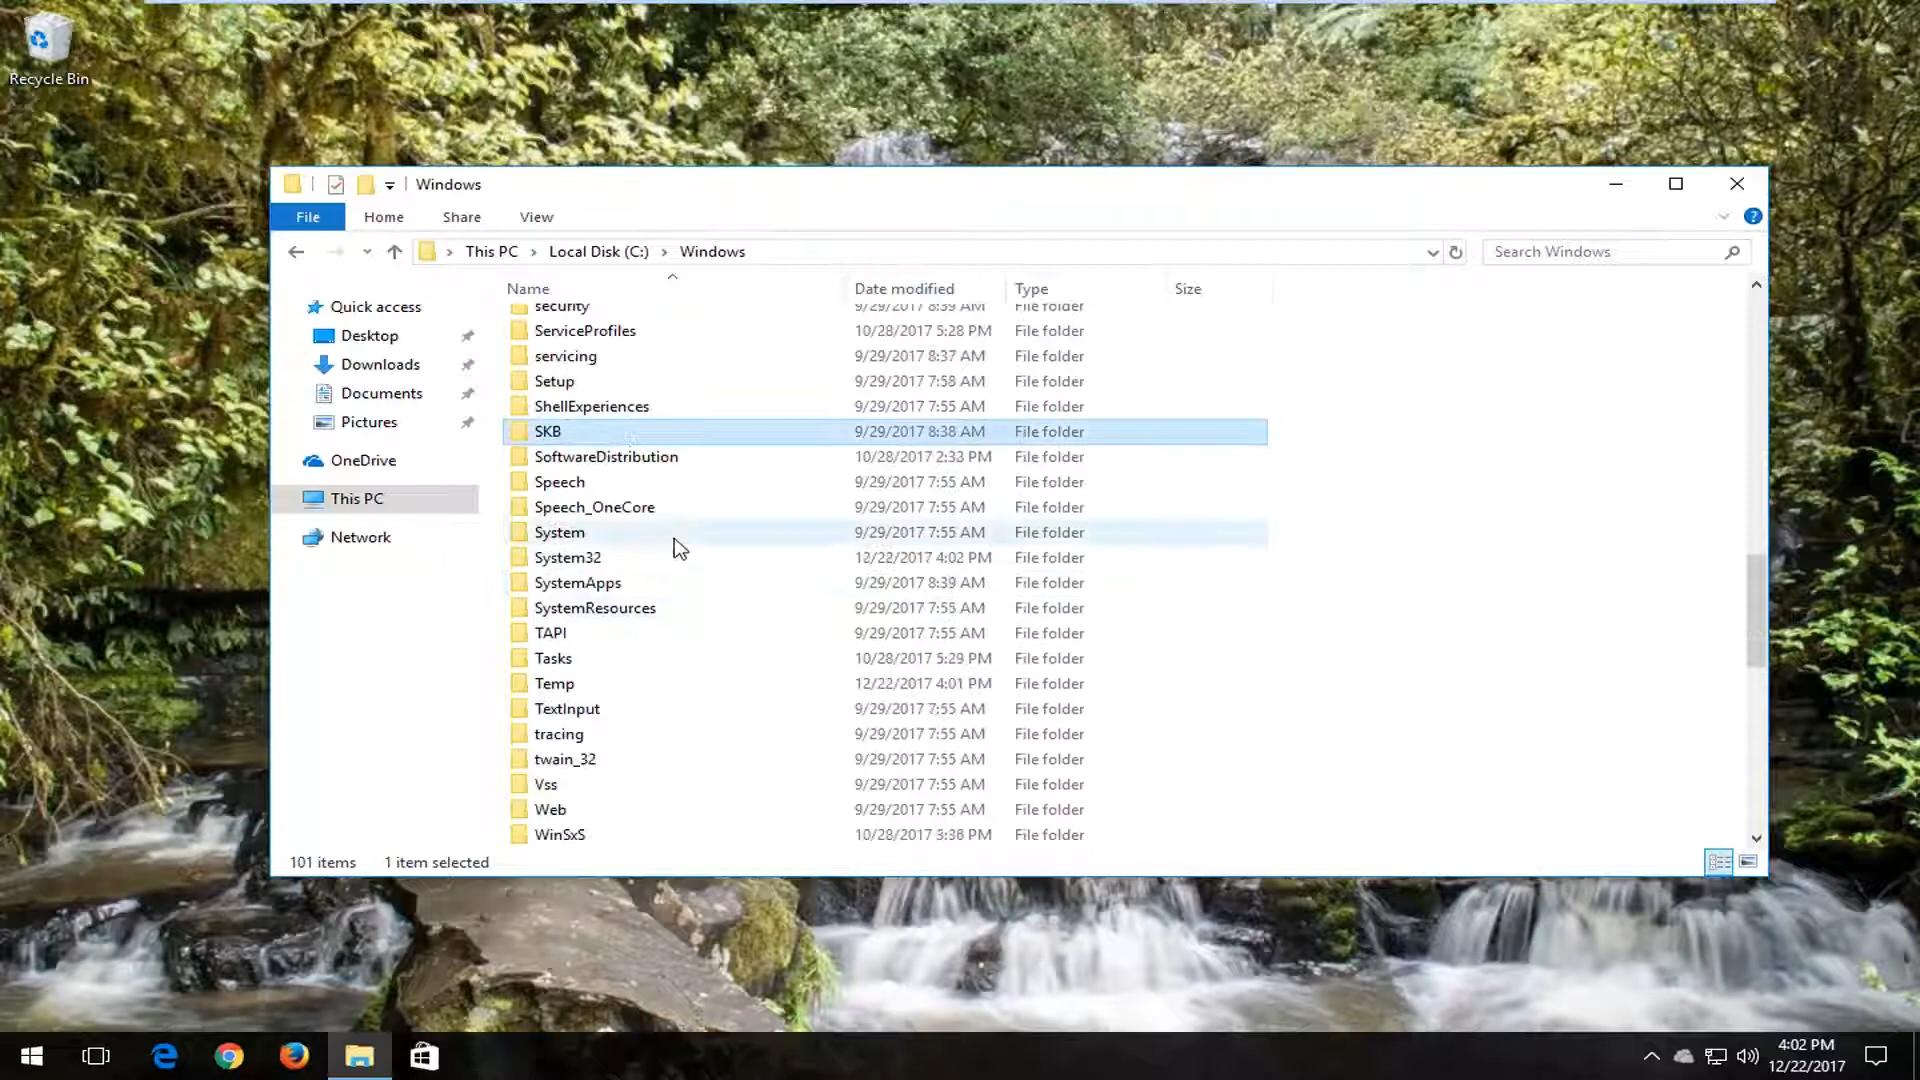 Recycle Bin
Windows
File Home Share View
This PC Local Disk (C:) Windows Search Windows
Name Date modified Type Size
Quick access
Desktop
Downloads
Documents
Pictures
OneDrive
This PC
Network
security 9/29/2017 8:39 AM File folder
ServiceProfiles 10/28/2017 5:28 PM File folder
servicing 9/29/2017 8:37 AM File folder
Setup 9/29/2017 7:58 AM File folder
ShellExperiences 9/29/2017 7:55 AM File folder
SKB 9/29/2017 8:38 AM File folder
SoftwareDistribution 10/28/2017 2:33 PM File folder
Speech 9/29/2017 7:55 AM File folder
Speech_OneCore 9/29/2017 7:55 AM File folder
System 9/29/2017 7:55 AM File folder
System32 12/22/2017 4:02 PM File folder
SystemApps 9/29/2017 8:39 AM File folder
SystemResources 9/29/2017 7:55 AM File folder
TAPI 9/29/2017 7:55 AM File folder
Tasks 10/28/2017 5:29 PM File folder
Temp 12/22/2017 4:01 PM File folder
TextInput 9/29/2017 7:55 AM File folder
tracing 9/29/2017 7:55 AM File folder
twain_32 9/29/2017 7:55 AM File folder
Vss 9/29/2017 7:55 AM File folder
Web 9/29/2017 7:55 AM File folder
WinSxS 10/28/2017 3:36 PM File folder
101 items 1 item selected
4:02 PM
12/22/2017